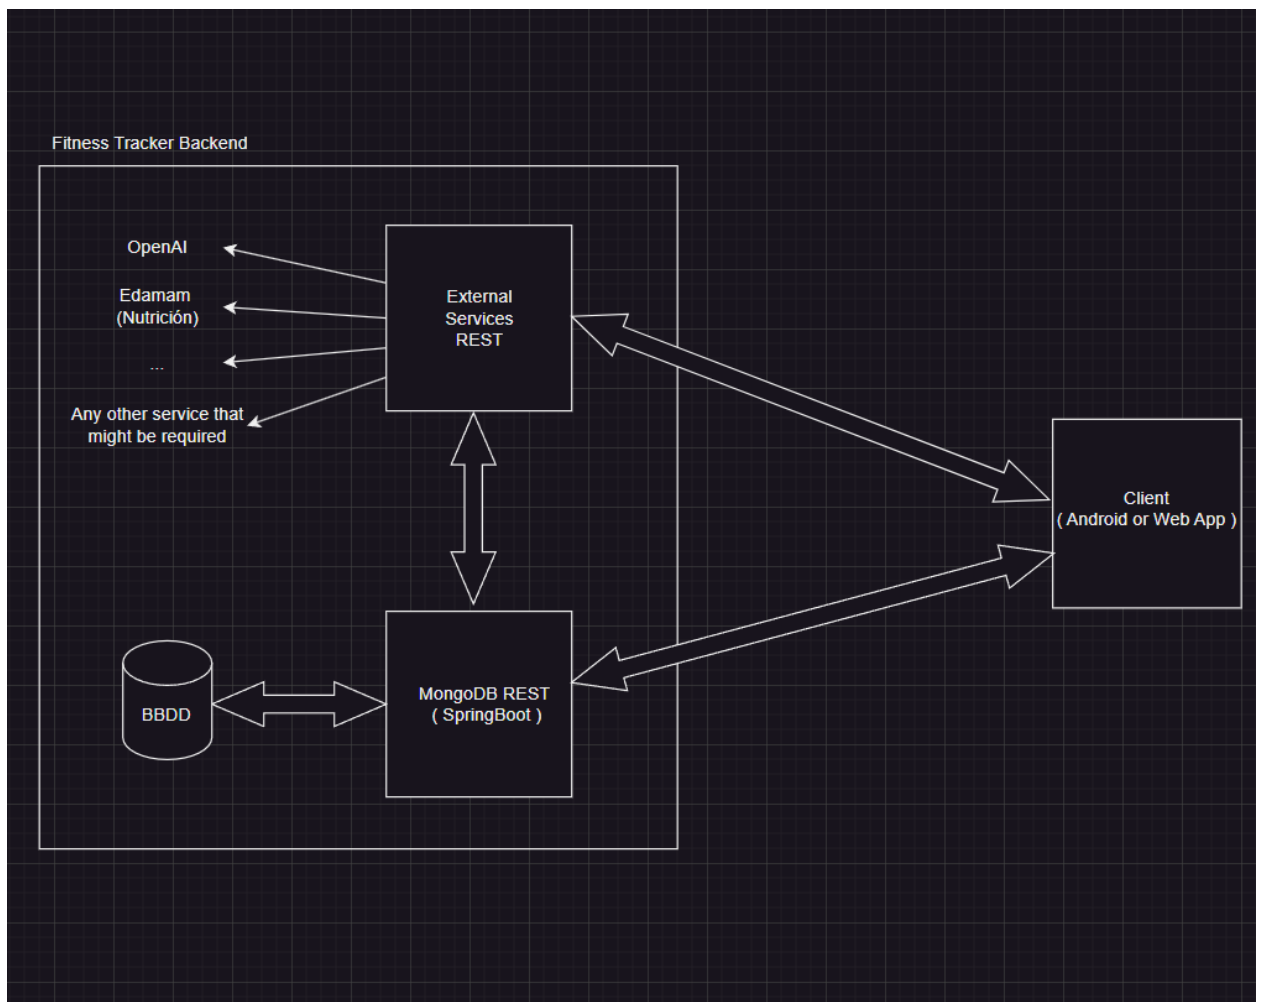 Fitness Tracker Backend
OpenAI
Edamam
(Nutrición)
...
Any other service that
might be required
External
Services
REST
Client
( Android or Web App )
MongoDB REST
( SpringBoot )
BBDD